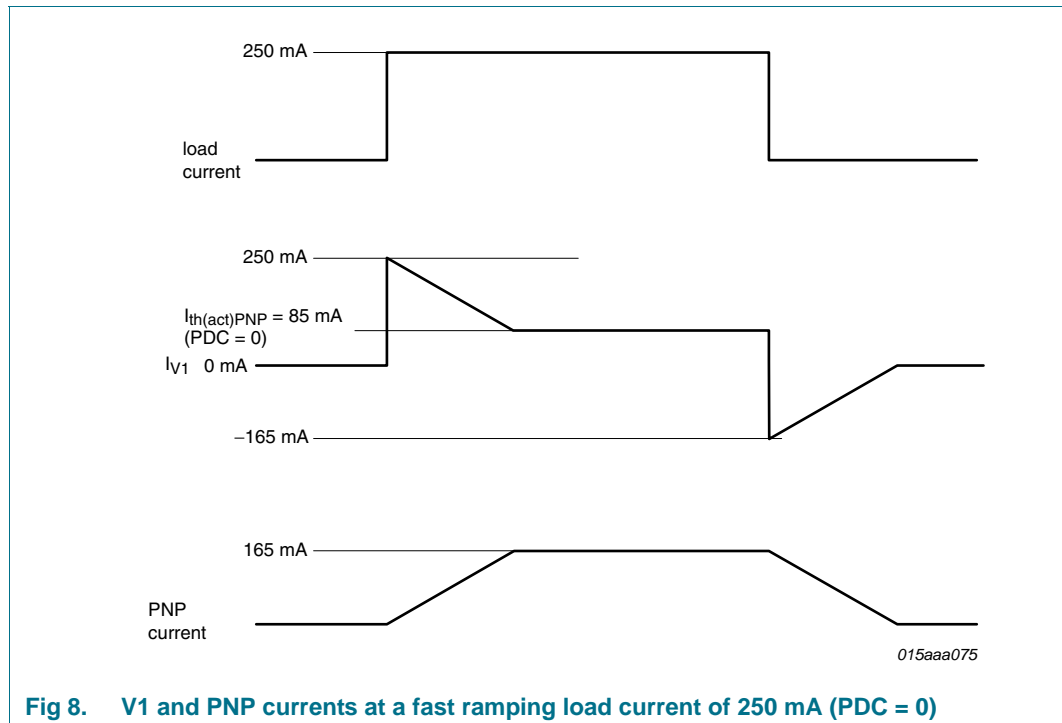 250 mA
load
current
250 mA
Ith(act)PNP = 85 mA
(PDC = 0)
IV1 0 mA
−165 mA
165 mA
PNP
current
015aaa075
Fig 8. V1 and PNP currents at a fast ramping load current of 250 mA (PDC = 0)